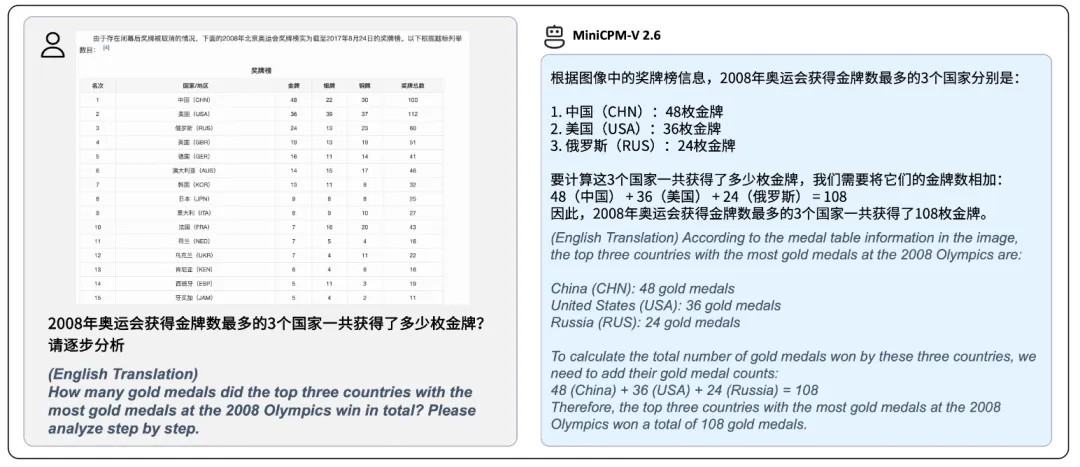 由于存在闭幕后奖牌被取消的情况，下面的2008年北京奥运会奖牌榜实为截至2017年8月24日的奖牌榜。以下根据题标列举
数目： [4]
奖牌榜
名次 国家/地区 金牌 银牌 铜牌 奖牌总数
1 中国（CHN） 48 22 30 100
2 美国（USA） 36 39 37 112
3 俄罗斯（RUS） 24 13 23 60
4 英国（GBR） 19 13 19 51
5 德国（GER） 16 11 14 41
6 澳大利亚（AUS） 14 15 17 46
7 韩国（KOR） 13 11 8 32
8 日本（JPN） 9 8 8 25
9 意大利（ITA） 8 9 10 27
10 法国（FRA） 7 16 20 43
11 荷兰（NED） 7 5 4 16
12 乌克兰（UKR） 7 4 11 22
13 肯尼亚（KEN） 6 4 6 16
14 西班牙（ESP） 5 11 3 19
15 牙买加（JAM） 5 4 2 11
2008年奥运会获得金牌数最多的3个国家一共获得了多少枚金牌？
请逐步分析
(English Translation)
How many gold medals did the top three countries with the
most gold medals at the 2008 Olympics win in total? Please
analyze step by step.
MiniCPM-V 2.6
根据图像中的奖牌榜信息，2008年奥运会获得金牌数最多的3个国家分别是：
1. 中国（CHN）：48枚金牌
2. 美国（USA）：36枚金牌
3. 俄罗斯（RUS）：24枚金牌
要计算这3个国家一共获得了多少枚金牌，我们需要将它们的金牌数相加：
48（中国）+ 36（美国）+ 24（俄罗斯）= 108
因此，2008年奥运会获得金牌数最多的3个国家一共获得了108枚金牌。
(English Translation) According to the medal table information in the image,
the top three countries with the most gold medals at the 2008 Olympics are:
China (CHN): 48 gold medals
United States (USA): 36 gold medals
Russia (RUS): 24 gold medals
To calculate the total number of gold medals won by these three countries, we
need to add their gold medal counts:
48 (China) + 36 (USA) + 24 (Russia) = 108
Therefore, the top three countries with the most gold medals at the 2008
Olympics won a total of 108 gold medals.